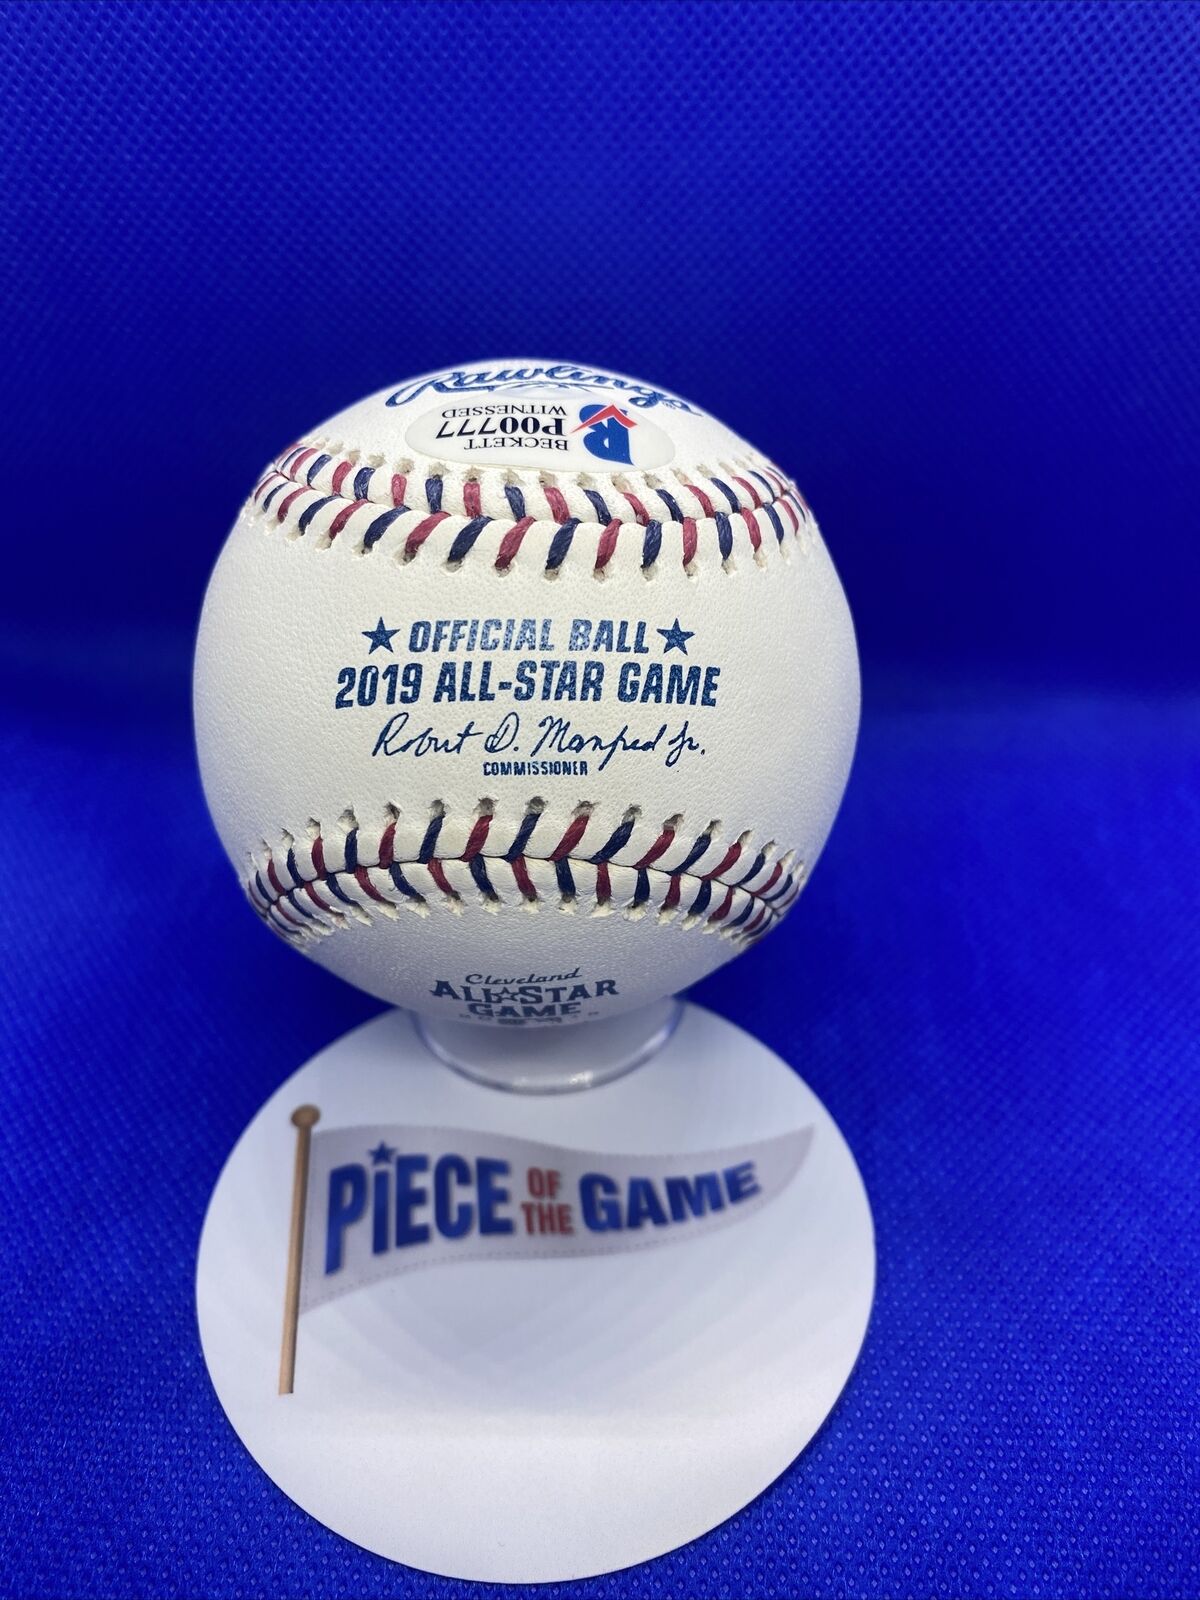 Rawlings
BECKETT
P00777
WITNESSED
OFFICIAL BALL
2019 ALL-STAR GAME
Robert D. Manfred Jr.
COMMISSIONER
Cleveland
ALL STAR
GAME
PiECE OF THE GAME